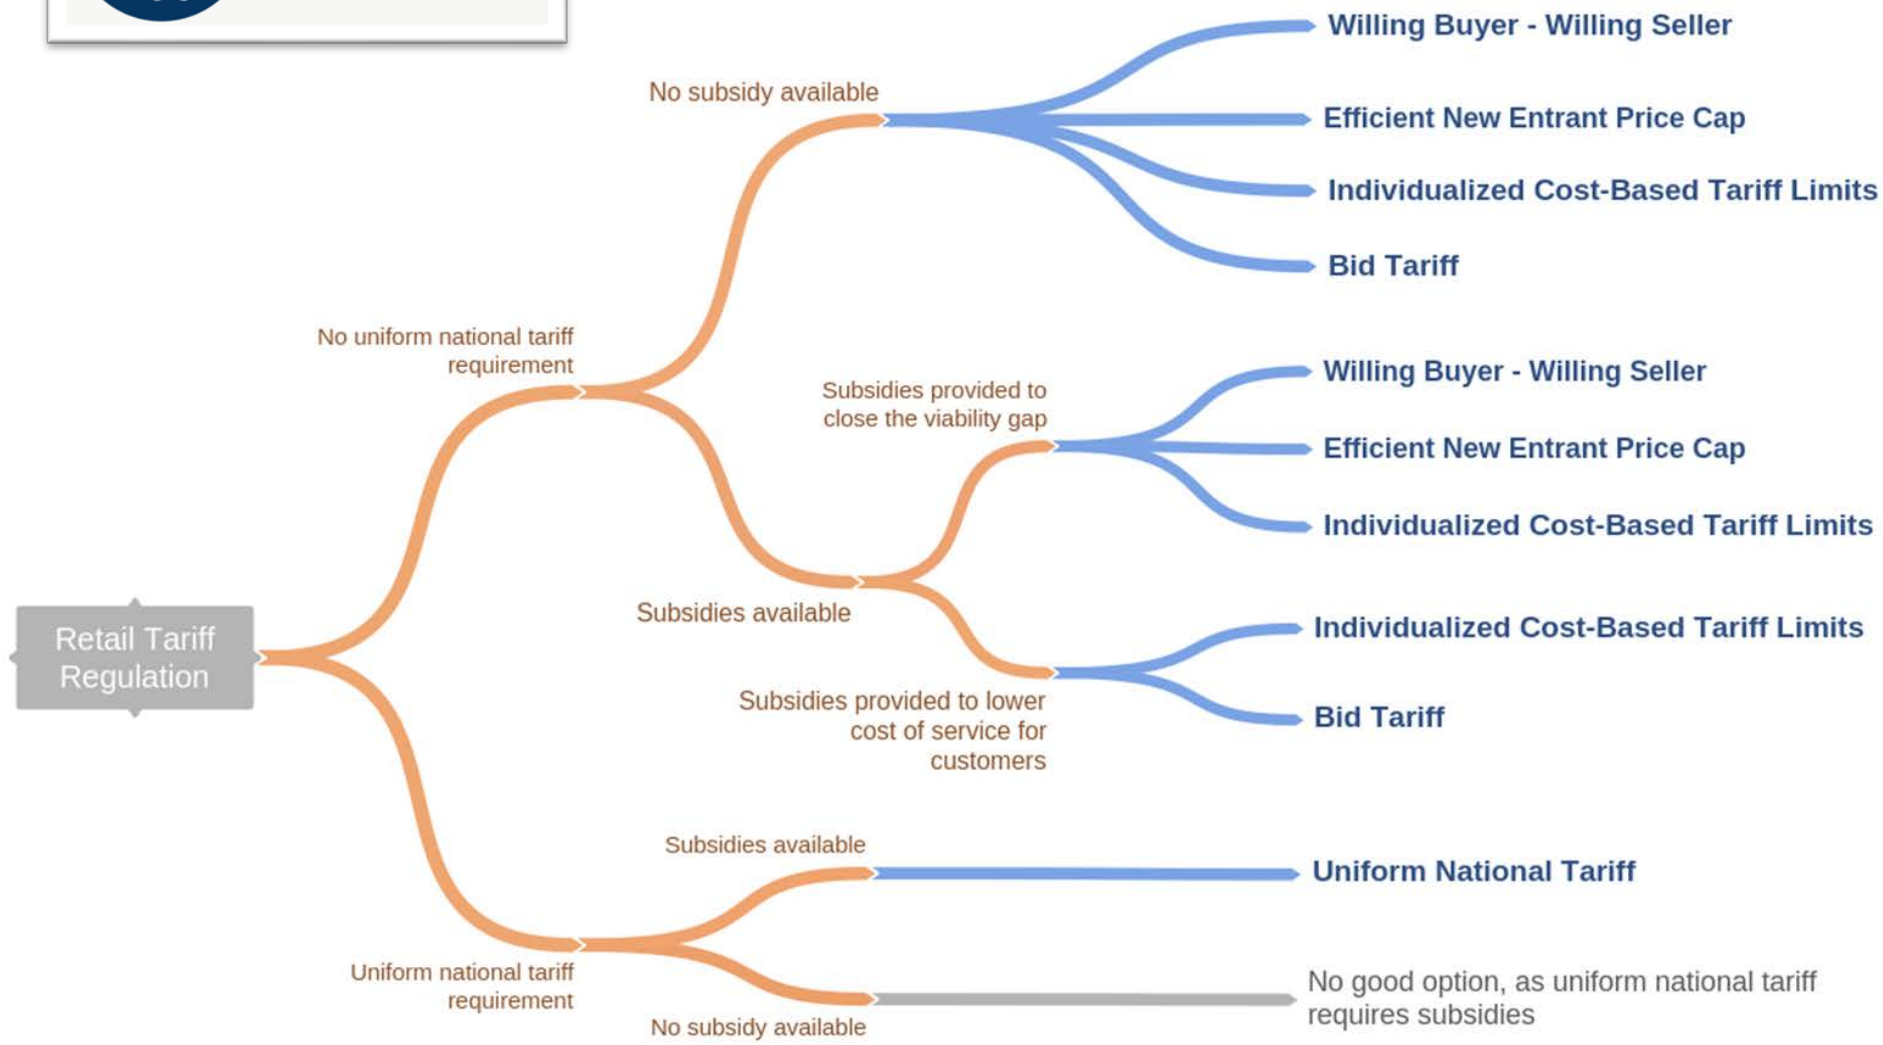 Willing Buyer - Willing Seller
No subsidy available
Efficient New Entrant Price Cap
Individualized Cost-Based Tariff Limits
Bid Tariff
No uniform national tariff
requirement
Subsidies provided to
close the viability gap
Willing Buyer - Willing Seller
Efficient New Entrant Price Cap
Individualized Cost-Based Tariff Limits
Subsidies available
Retail Tariff
Regulation
Individualized Cost-Based Tariff Limits
Subsidies provided to lower
cost of service for
customers
Bid Tariff
Subsidies available
Uniform National Tariff
Uniform national tariff
requirement
No subsidy available
No good option, as uniform national tariff
requires subsidies